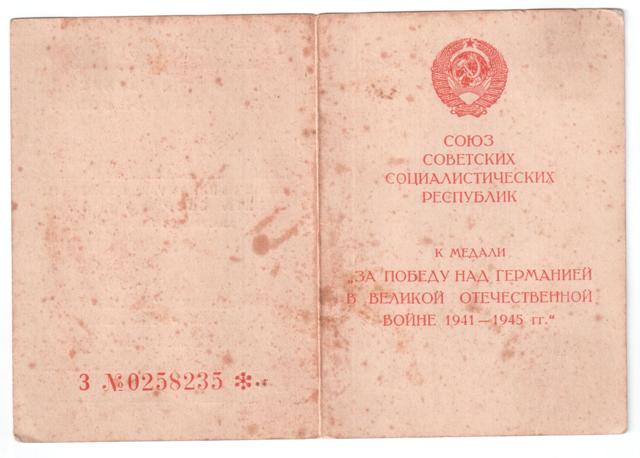 З №0258235 *
СОЮЗ
СОВЕТСКИХ
СОЦИАЛИСТИЧЕСКИХ
РЕСПУБЛИК
К МЕДАЛИ
„ЗА ПОБЕДУ НАД ГЕРМАНИЕЙ
В ВЕЛИКОЙ ОТЕЧЕСТВЕННОЙ
ВОЙНЕ 1941—1945 гг.“